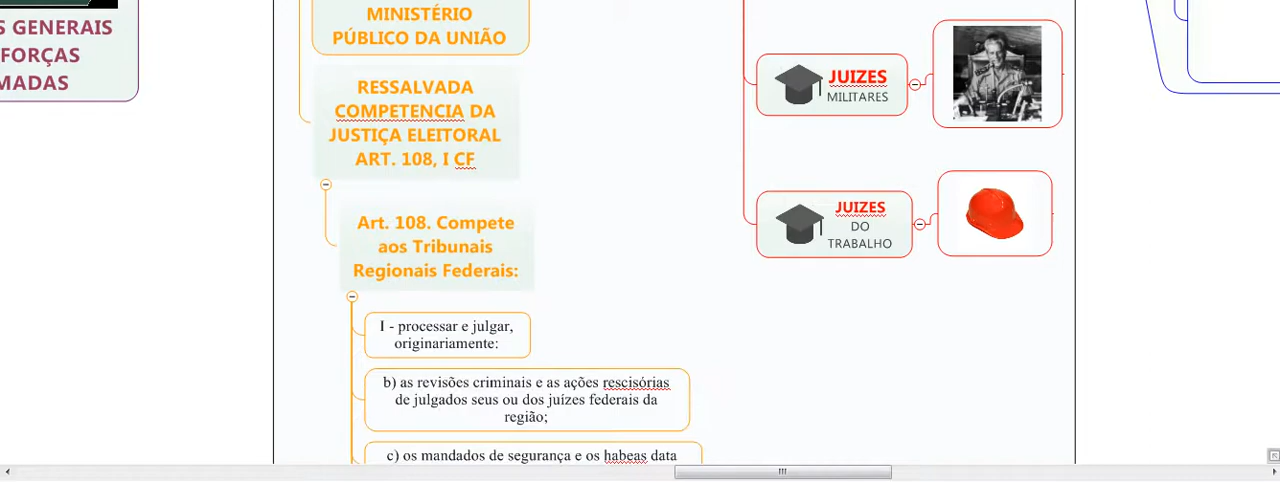 S GENERAIS
FORÇAS
MADAS
MINISTÉRIO
PÚBLICO DA UNIÃO
RESSALVADA
COMPETENCIA DA
JUSTIÇA ELEITORAL
ART. 108, I CF
Art. 108. Compete
aos Tribunais
Regionais Federais:
I - processar e julgar,
originariamente:
b) as revisões criminais e as ações rescisórias
de julgados seus ou dos juízes federais da
região;
c) os mandados de segurança e os habeas data
JUIZES
MILITARES
JUIZES
DO
TRABALHO